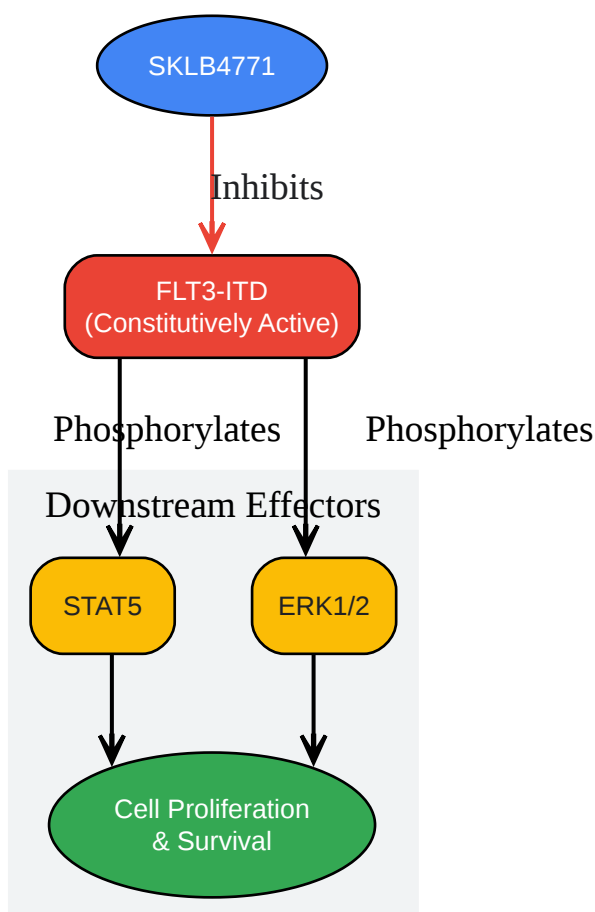 SKLB4771
Inhibits
FLT3-ITD
(Constitutively Active)
Phosphorylates
Phosphorylates
Downstream Effectors
STAT5
ERK1/2
Cell Proliferation
& Survival